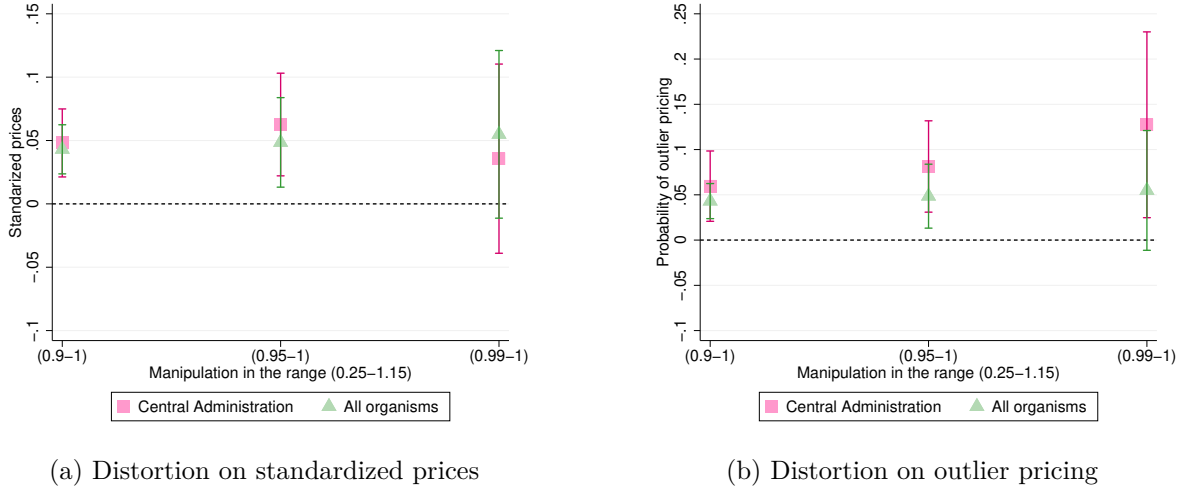 .15
.1
.05
0
−.05
−.1
Standarized prices
(0.9−1)
(0.95−1)
(0.99−1)
Manipulation in the range (0.25−1.15)
Central Administration
All organisms
(a) Distortion on standardized prices
.25
.2
.15
.1
.05
0
−.05
−.1
Probability of outlier pricing
(0.9−1)
(0.95−1)
(0.99−1)
Manipulation in the range (0.25−1.15)
Central Administration
All organisms
(b) Distortion on outlier pricing